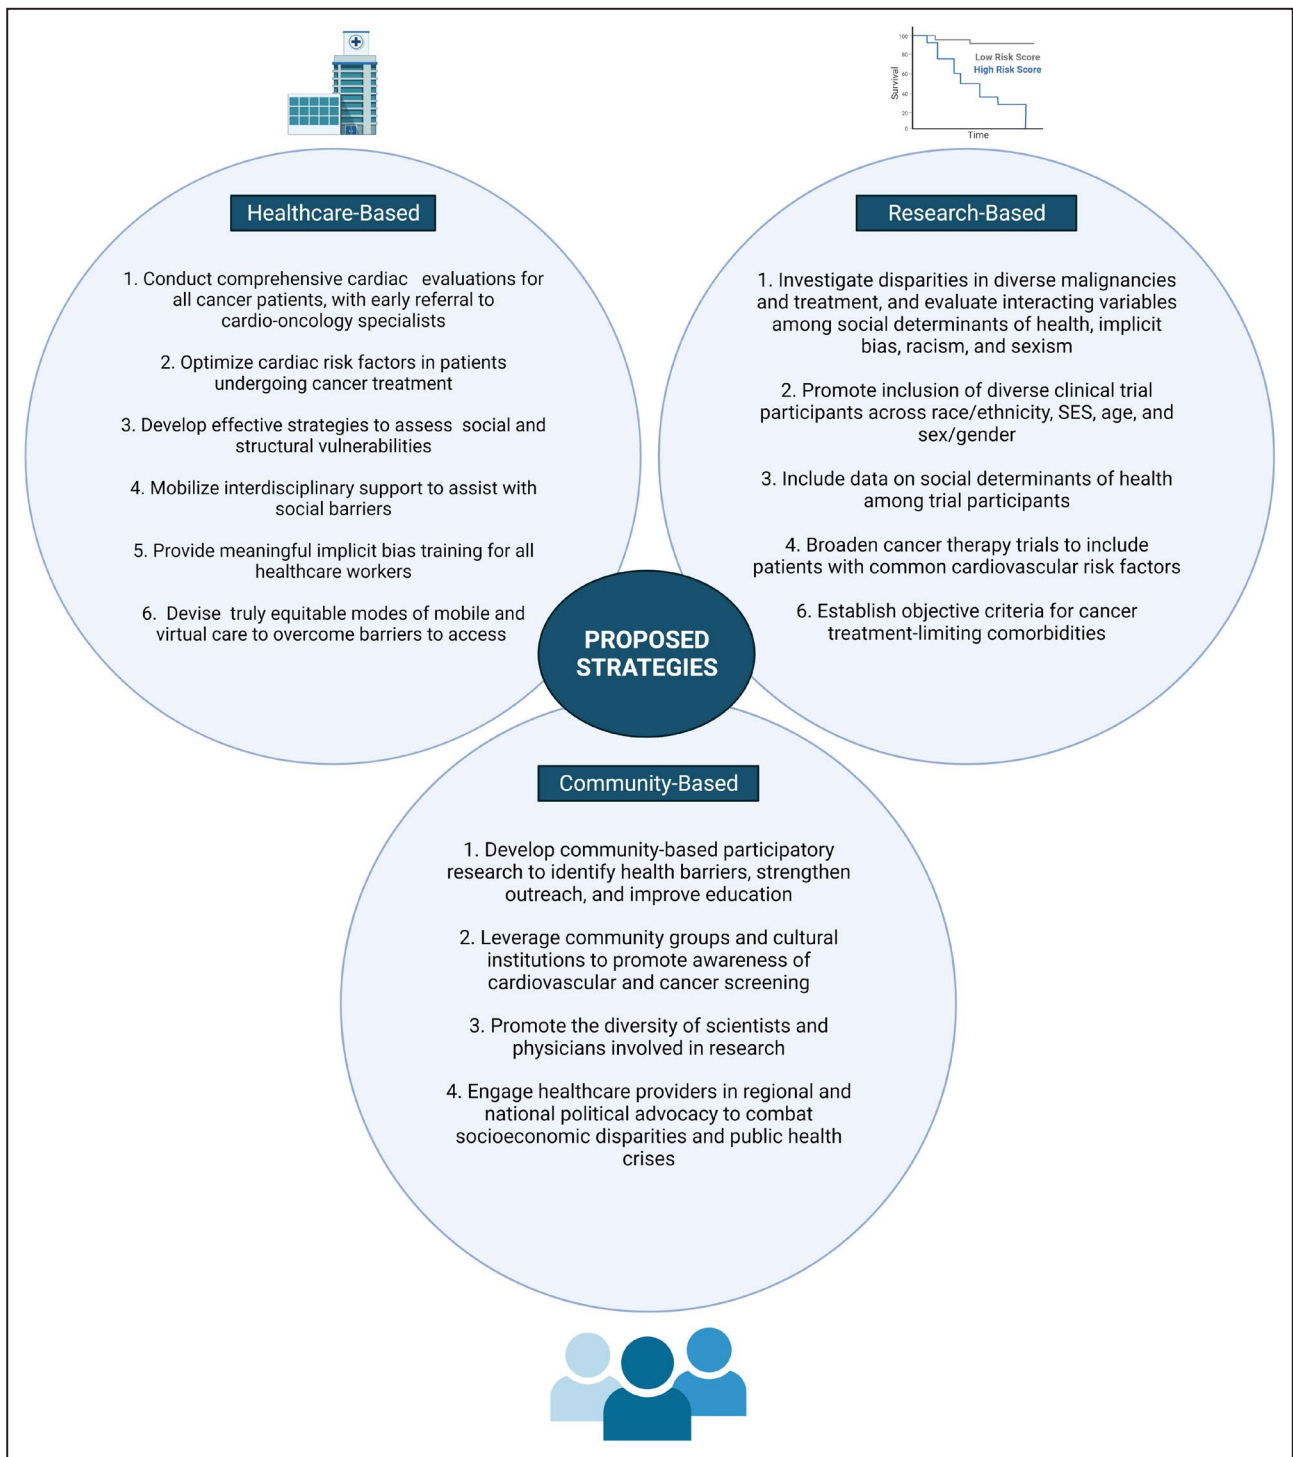 100
80
60
40
20
0
Survival
Low Risk Score
High Risk Score
Time
Healthcare-Based
1. Conduct comprehensive cardiac evaluations for
all cancer patients, with early referral to
cardio-oncology specialists
2. Optimize cardiac risk factors in patients
undergoing cancer treatment
3. Develop effective strategies to assess social and
structural vulnerabilities
4. Mobilize interdisciplinary support to assist with
social barriers
5. Provide meaningful implicit bias training for all
healthcare workers
6. Devise truly equitable modes of mobile and
virtual care to overcome barriers to access
Research-Based
1. Investigate disparities in diverse malignancies
and treatment, and evaluate interacting variables
among social determinants of health, implicit
bias, racism, and sexism
2. Promote inclusion of diverse clinical trial
participants across race/ethnicity, SES, age, and
sex/gender
3. Include data on social determinants of health
among trial participants
4. Broaden cancer therapy trials to include
patients with common cardiovascular risk factors
6. Establish objective criteria for cancer
treatment-limiting comorbidities
PROPOSED
STRATEGIES
Community-Based
1. Develop community-based participatory
research to identify health barriers, strengthen
outreach, and improve education
2. Leverage community groups and cultural
institutions to promote awareness of
cardiovascular and cancer screening
3. Promote the diversity of scientists and
physicians involved in research
4. Engage healthcare providers in regional and
national political advocacy to combat
socioeconomic disparities and public health
crises